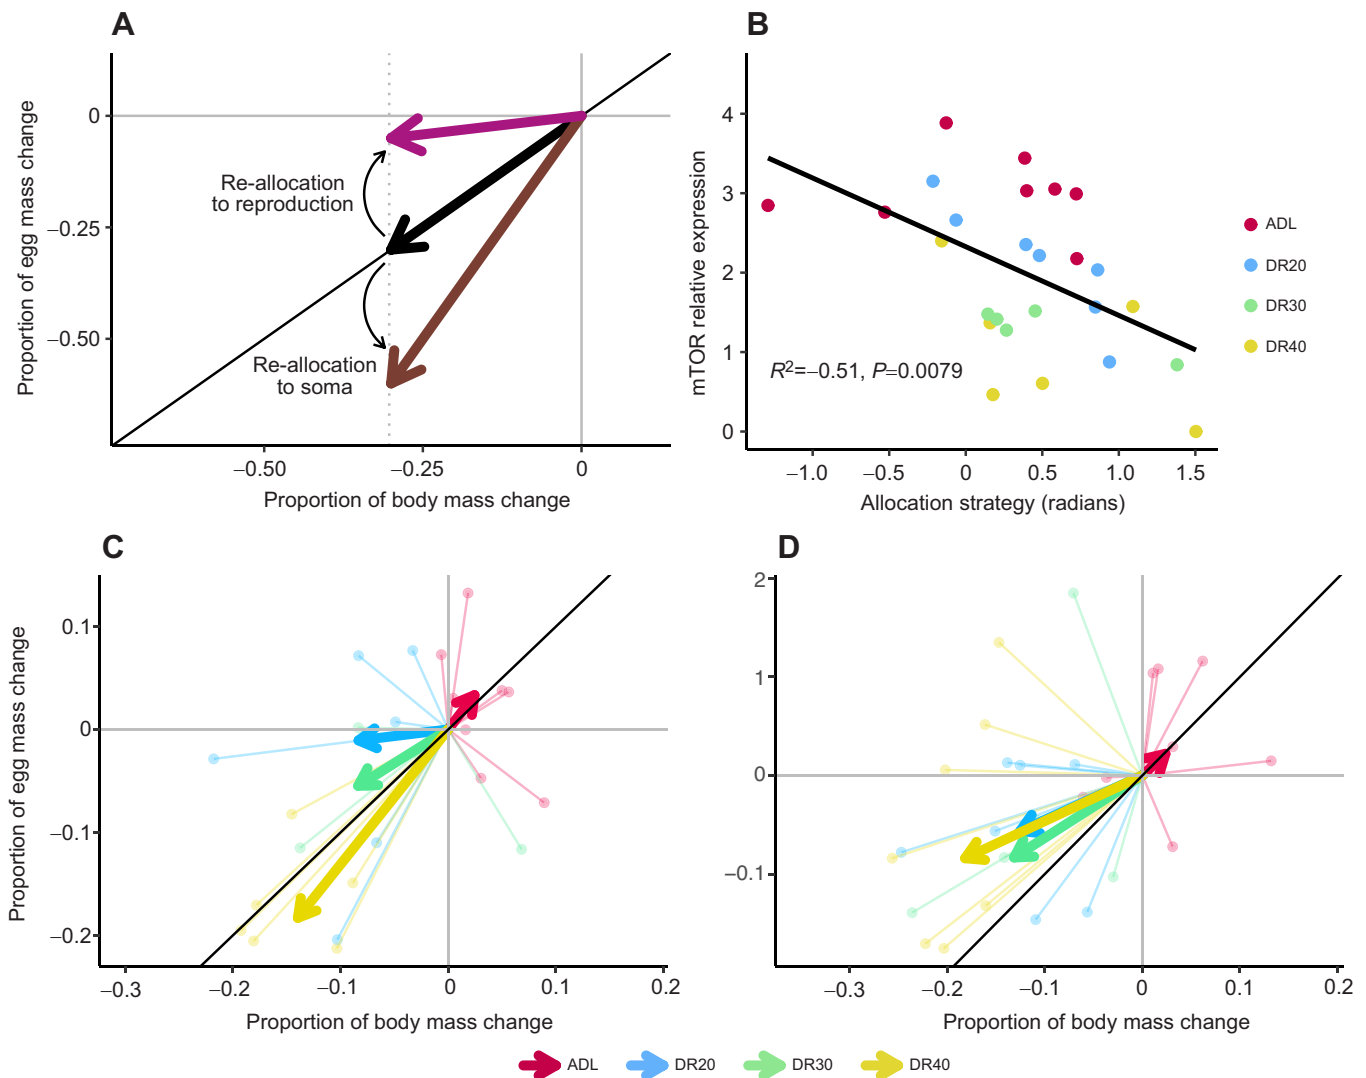 A
Proportion of egg mass change
0
−0.25
−0.50
Re-allocation
to reproduction
Re-allocation
to soma
−0.50
−0.25
0
Proportion of body mass change
B
mTOR relative expression
4
3
2
1
0
R²=−0.51, P=0.0079
−1.0
−0.5
0
0.5
1.0
1.5
Allocation strategy (radians)
ADL
DR20
DR30
DR40
C
Proportion of egg mass change
0.1
0
−0.1
−0.2
−0.3
−0.2
−0.1
0
0.1
0.2
Proportion of body mass change
D
2
1
0
−0.1
−0.3
−0.2
−0.1
0
0.1
0.2
Proportion of body mass change
ADL
DR20
DR30
DR40